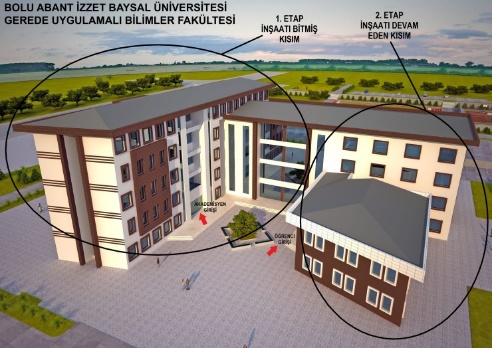 BOLU ABANT İZZET BAYSAL ÜNİVERSİTESİ
GEREDE UYGULAMALI BİLİMLER FAKÜLTESİ
1. ETAP
İNŞAATI BİTMİŞ
KISIM
2. ETAP
İNŞAATI DEVAM
EDEN KISIM
AKADEMİSYEN
GİRİŞİ
ÖĞRENCİ
GİRİŞİ